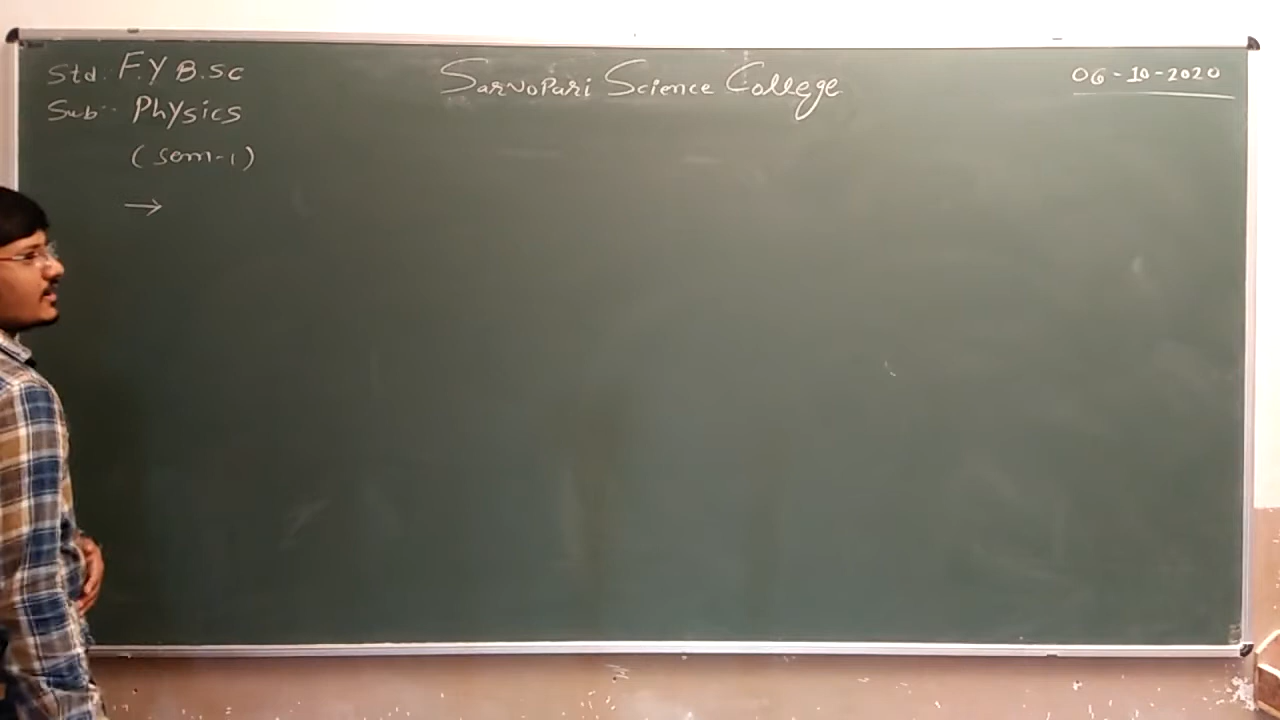 Std: F.Y B.Sc
Sarvopari Science College
06-10-2020
Sub:- Physics
(Sem-1)
→